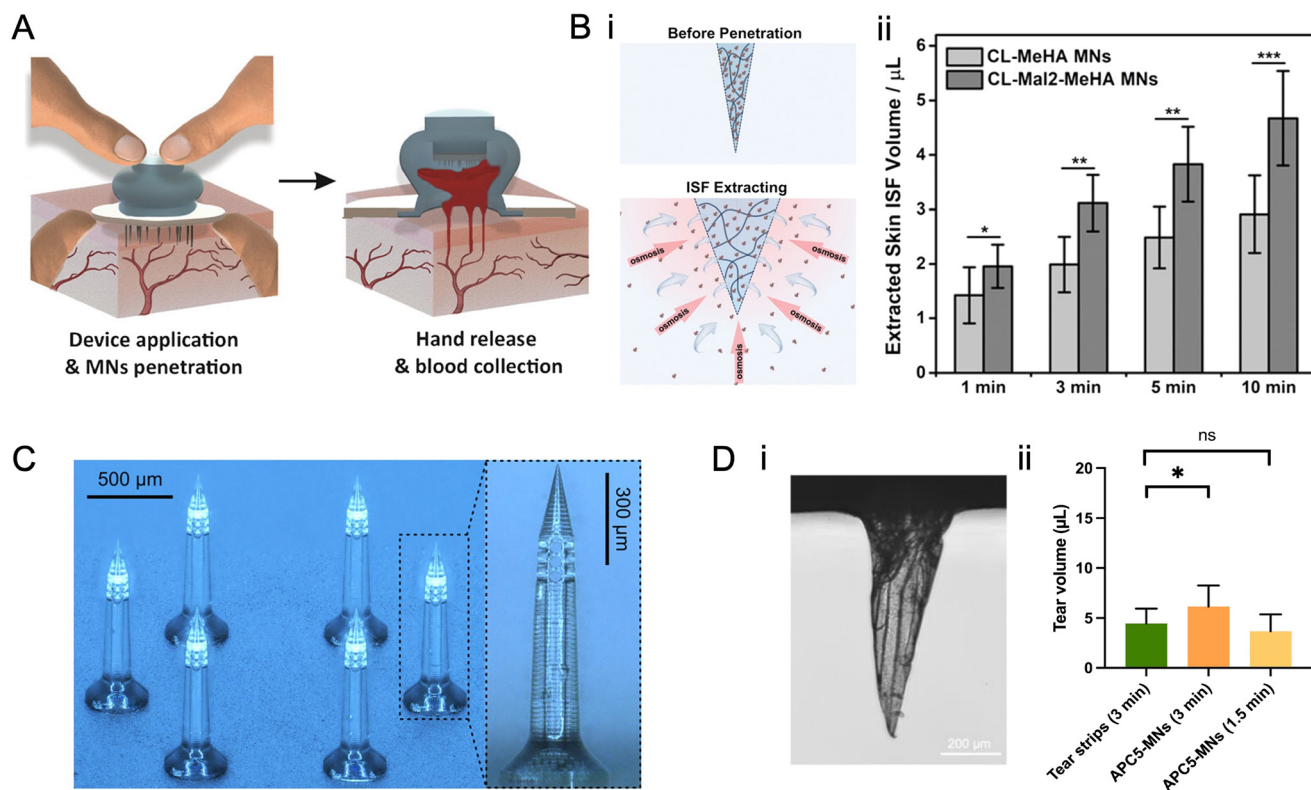 A
Device application
& MNs penetration
Hand release
& blood collection
B
i
Before Penetration
ISF Extracting
osmosis
osmosis
osmosis
osmosis
osmosis
ii
Extracted Skin ISF Volume / μL
6
5
4
3
2
1
0
CL-MeHA MNs
CL-Mal2-MeHA MNs
*
**
**
***
1 min
3 min
5 min
10 min
C
500 μm
300 μm
D
i
200 μm
ii
ns
*
Tear volume (μL)
20
15
10
5
0
Tear strips (3 min)
APC5-MNs (3 min)
APC5-MNs (1.5 min)